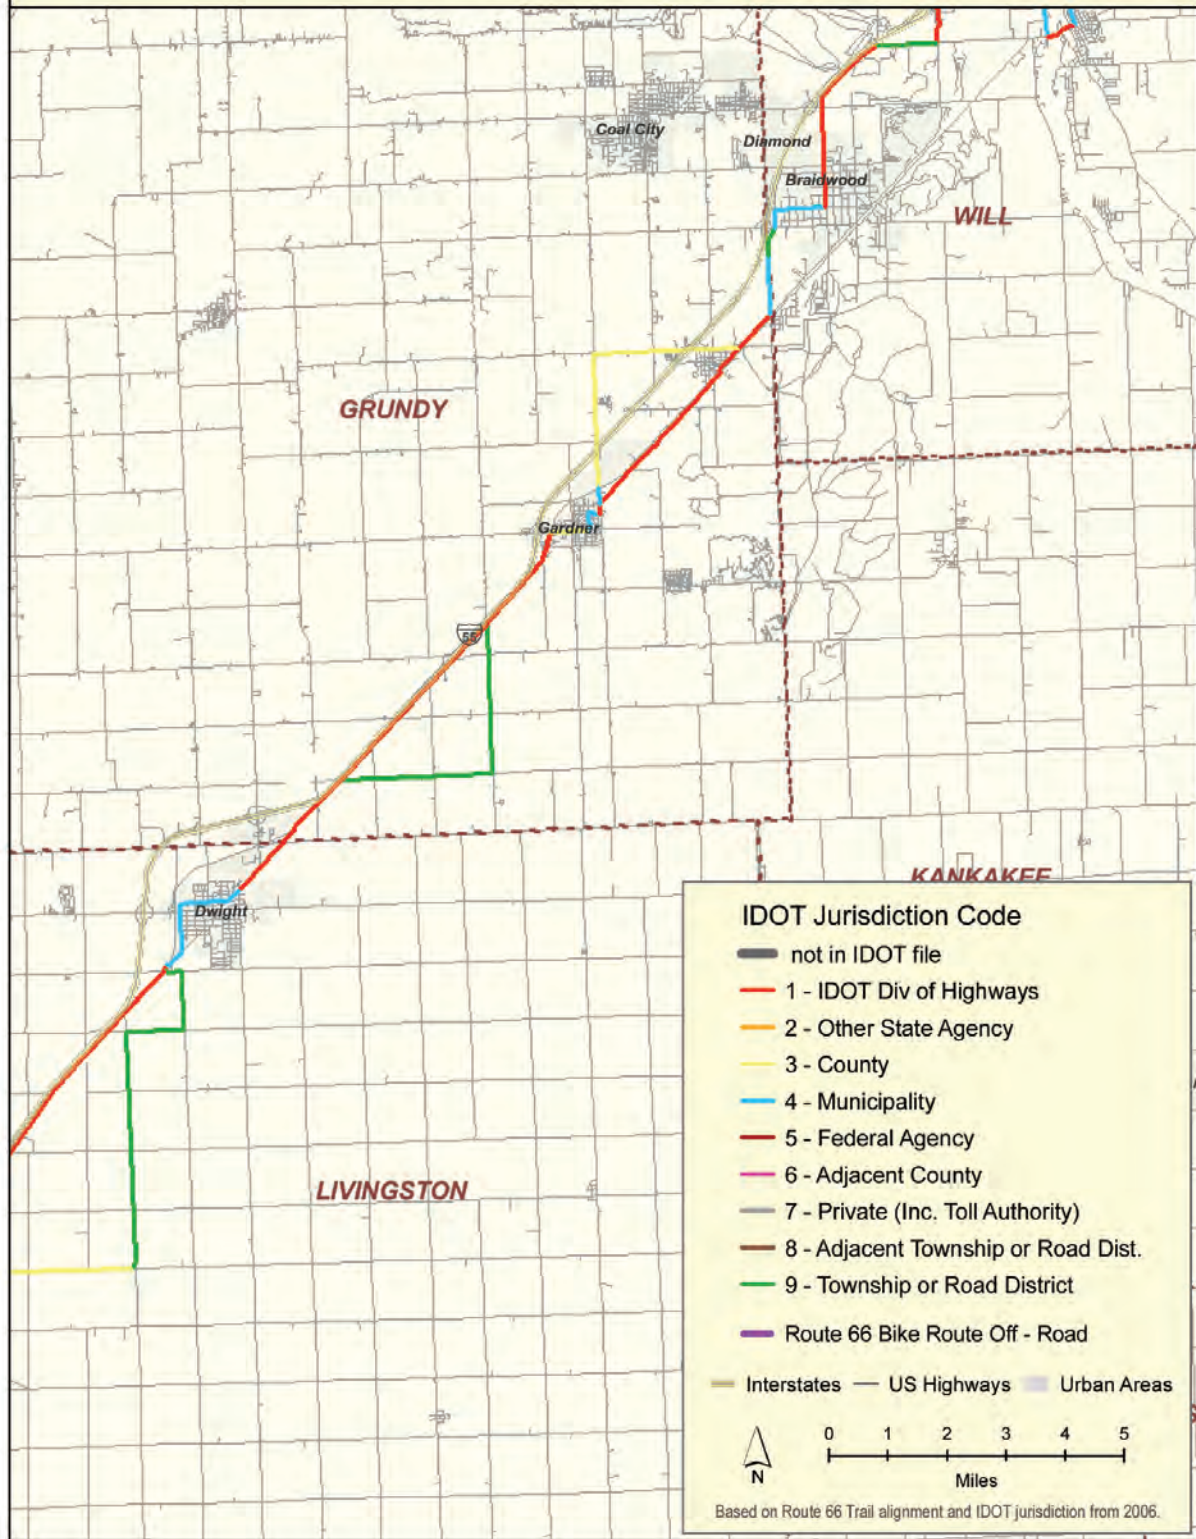 Coal City
Diamond
Braidwood
WILL
GRUNDY
Gardner
55
KANKAKEE
Dwight
LIVINGSTON
IDOT Jurisdiction Code
not in IDOT file
1 - IDOT Div of Highways
2 - Other State Agency
3 - County
4 - Municipality
5 - Federal Agency
6 - Adjacent County
7 - Private (Inc. Toll Authority)
8 - Adjacent Township or Road Dist.
9 - Township or Road District
Route 66 Bike Route Off - Road
Interstates US Highways Urban Areas
N
0 1 2 3 4 5
Miles
Based on Route 66 Trail alignment and IDOT jurisdiction from 2006.